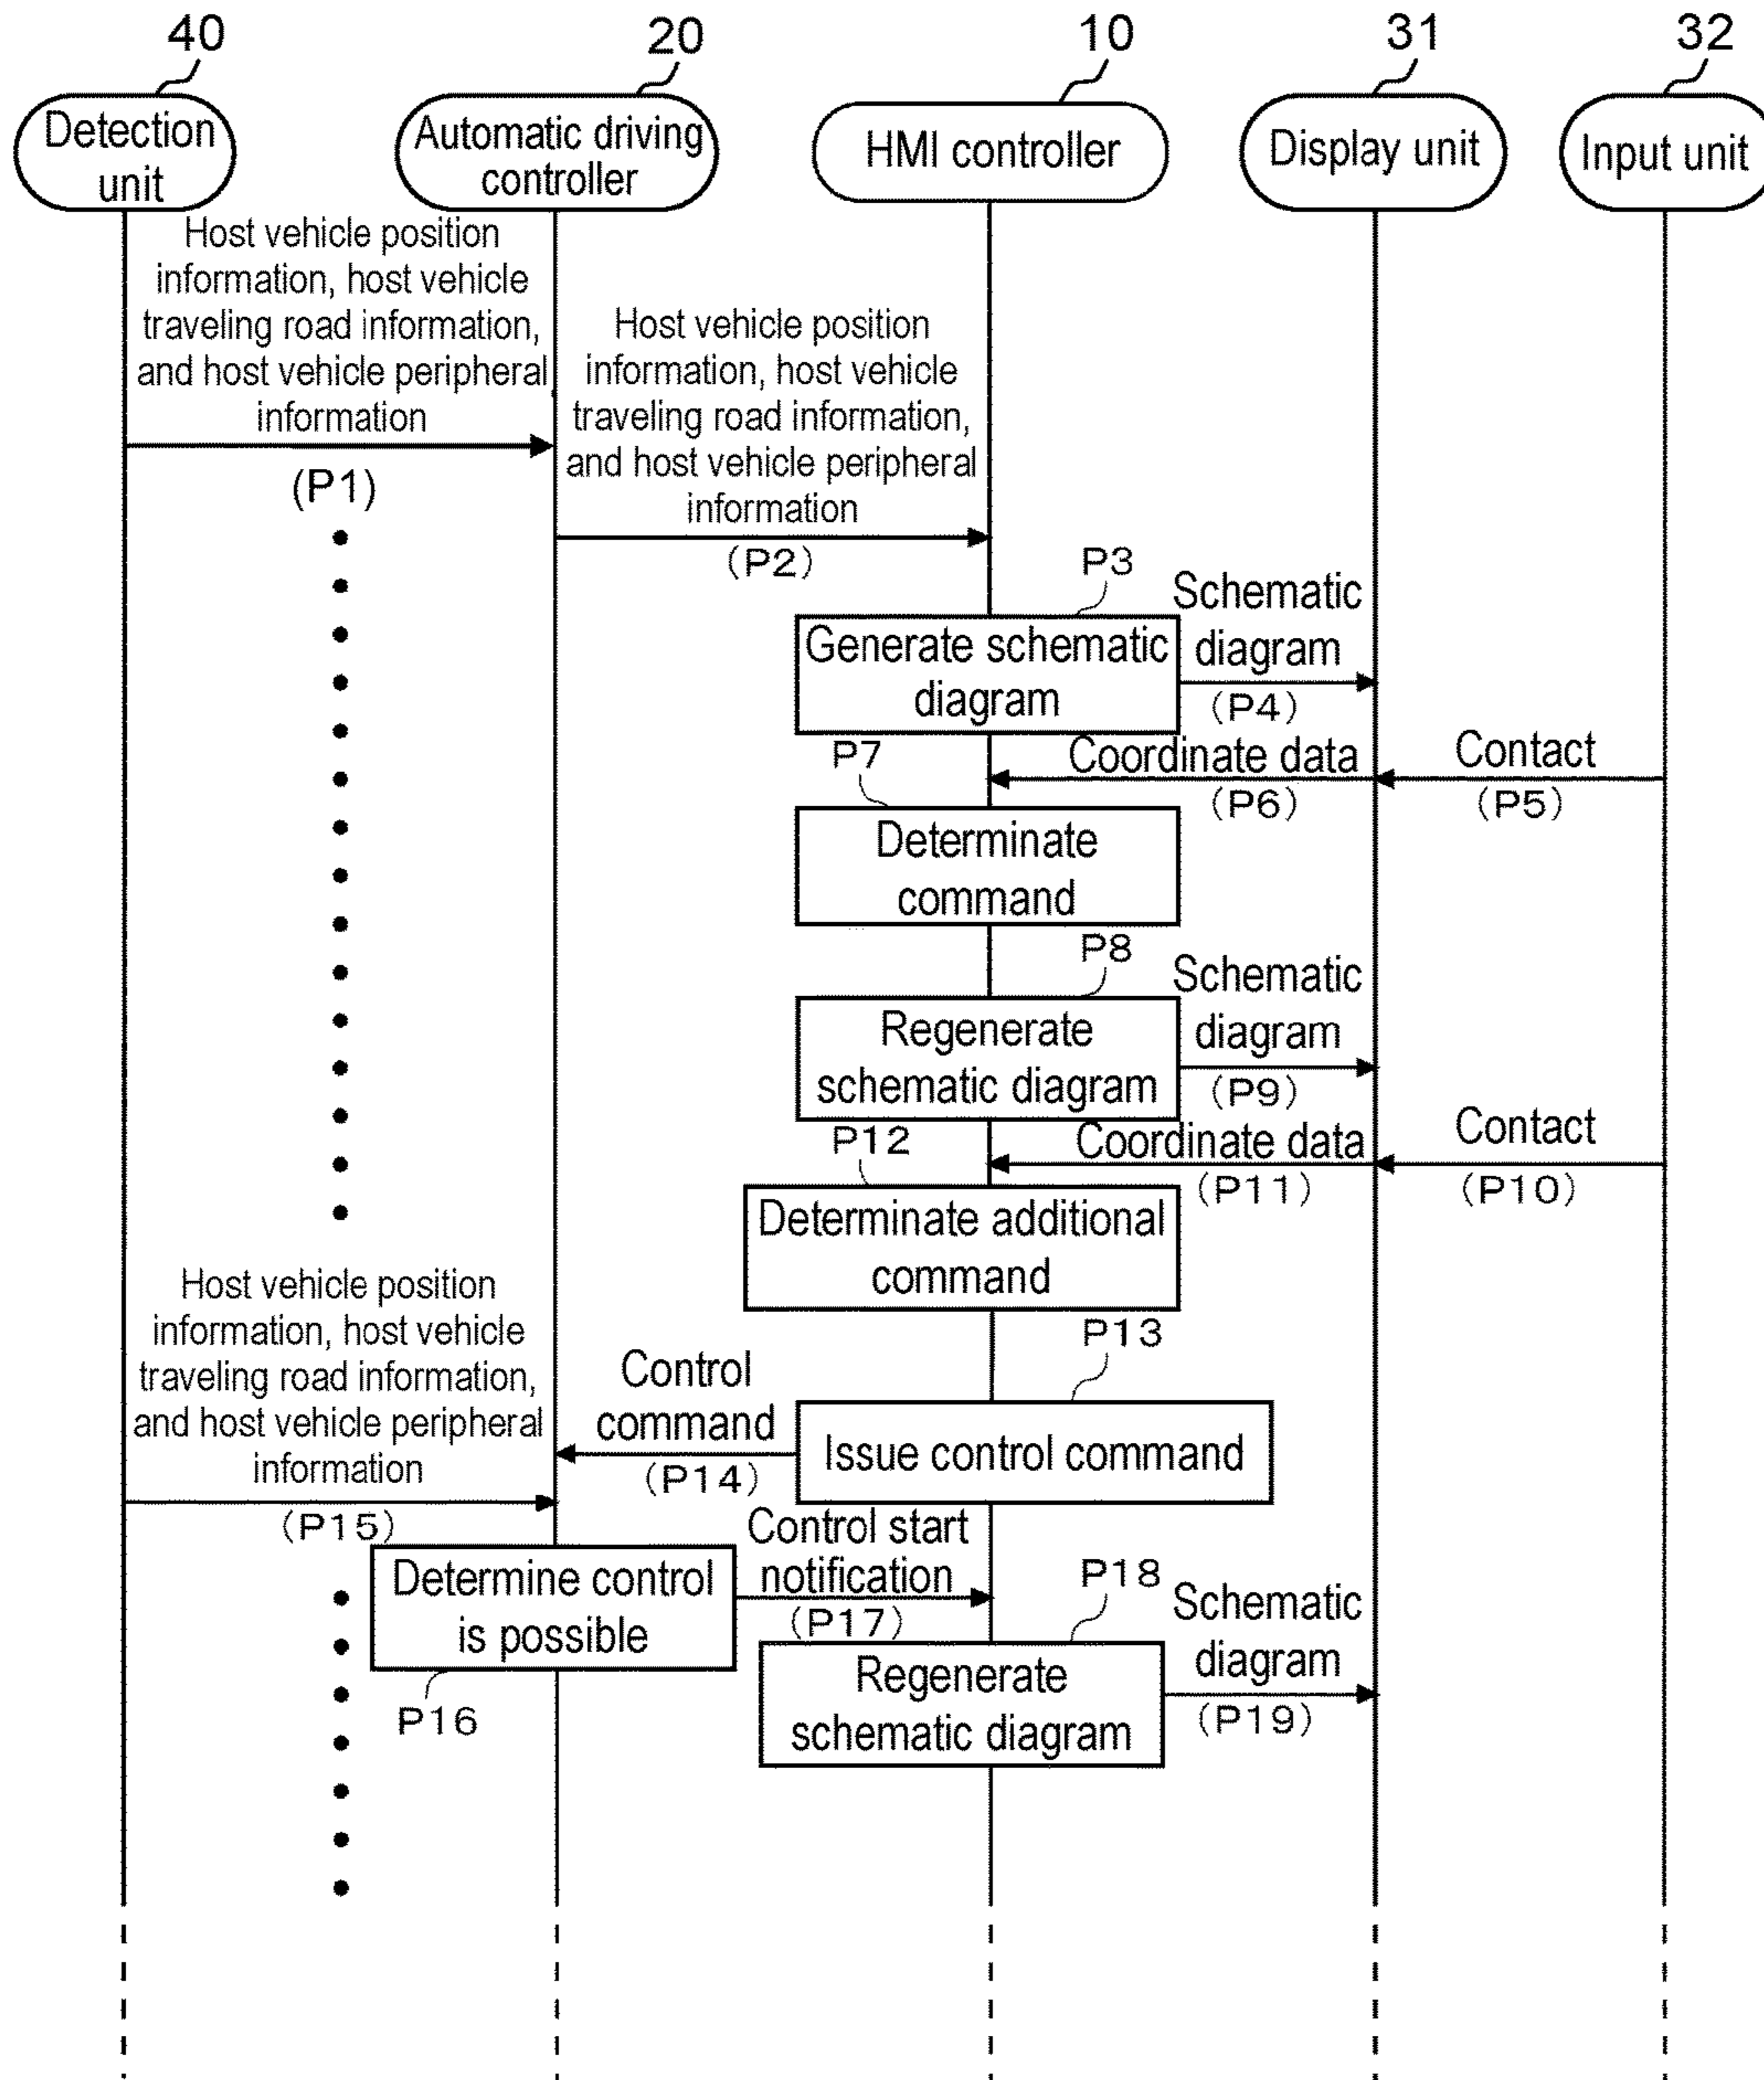 40
20
10
31
32
Detection
unit
Automatic driving
controller
HMI controller
Display unit
Input unit
Host vehicle position
information, host vehicle
traveling road information,
and host vehicle peripheral
information
(P1)
Host vehicle position
information, host vehicle
traveling road information,
and host vehicle peripheral
information
(P2)
P3
Generate schematic
diagram
Schematic
diagram
(P4)
Contact
(P5)
Coordinate data
(P6)
P7
Determinate
command
P8
Regenerate
schematic diagram
Schematic
diagram
(P9)
Contact
(P10)
Coordinate data
(P11)
P12
Determinate additional
command
P13
Issue control command
Control
command
(P14)
Host vehicle position
information, host vehicle
traveling road information,
and host vehicle peripheral
information
(P15)
Determine control
is possible
P16
Control start
notification
(P17)
P18
Regenerate
schematic diagram
Schematic
diagram
(P19)